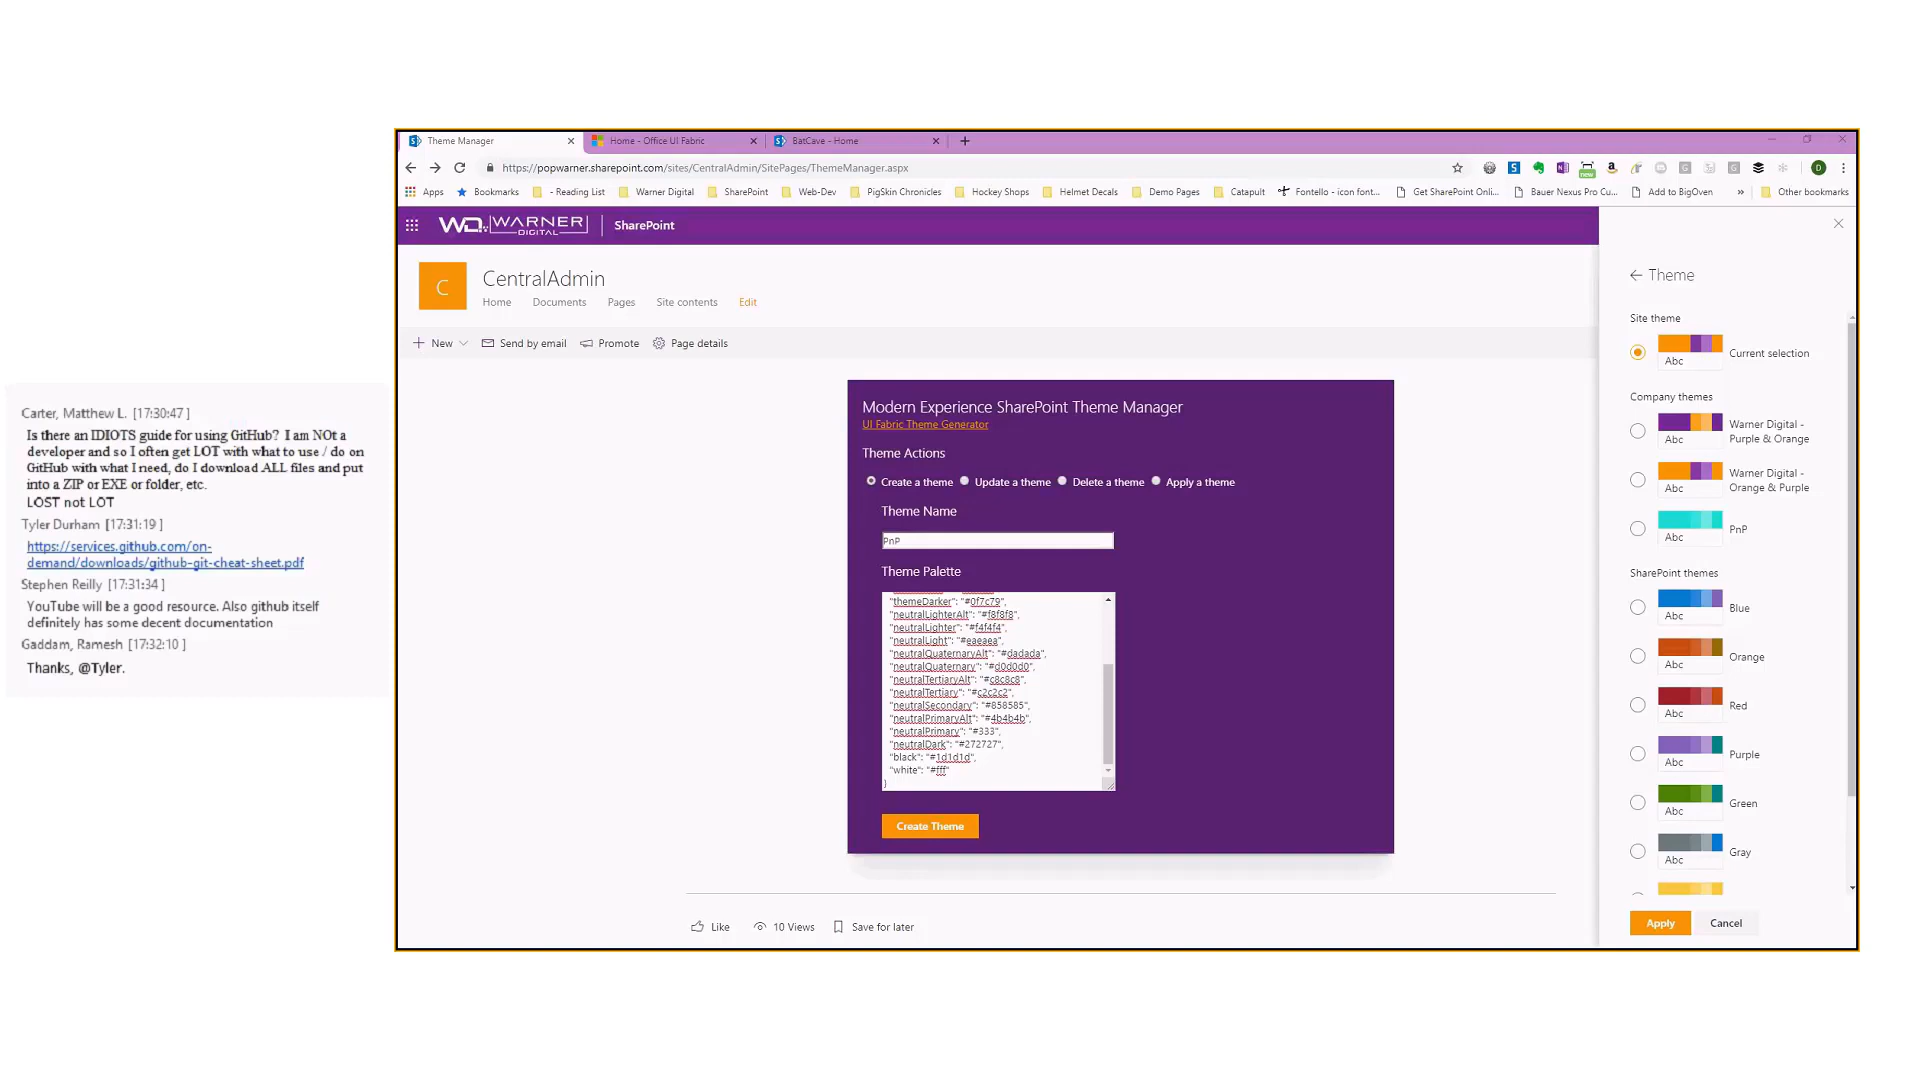 Theme Manager
Home - Office UI Fabric
BatCave - Home
https://popwarner.sharepoint.com/sites/CentralAdmin/SitePages/ThemeManager.aspx
Apps
Bookmarks
- Reading List
Warner Digital
SharePoint
Web-Dev
PigSkin Chronicles
Hockey Shops
Helmet Decals
Demo Pages
Catapult
Fontello - icon font...
Get SharePoint Onli...
Bauer Nexus Pro Cu...
Add to BigOven
»
Other bookmarks
new
D
WD WARNER DIGITAL
SharePoint
C
CentralAdmin
Home
Documents
Pages
Site contents
Edit
New
Send by email
Promote
Page details
Carter, Matthew L. [17:30:47 ]
Is there an IDIOTS guide for using GitHub? I am NOt a
developer and so I often get LOT with what to use / do on
GitHub with what I need, do I download ALL files and put
into a ZIP or EXE or folder, etc.
LOST not LOT
Tyler Durham [17:31:19 ]
https://services.github.com/on-
demand/downloads/github-git-cheat-sheet.pdf
Stephen Reilly [17:31:34 ]
YouTube will be a good resource. Also github itself
definitely has some decent documentation
Gaddam, Ramesh [17:32:10 ]
Thanks, @Tyler.
Modern Experience SharePoint Theme Manager
UI Fabric Theme Generator
Theme Actions
Create a theme
Update a theme
Delete a theme
Apply a theme
Theme Name
PnP
Theme Palette
"themeDarker": "#0f7c79",
"neutralLighterAlt": "#f8f8f8",
"neutralLighter": "#f4f4f4",
"neutralLight": "#eaeaea",
"neutralQuaternaryAlt": "#dadada",
"neutralQuaternary": "#d0d0d0",
"neutralTertiaryAlt": "#c8c8c8",
"neutralTertiary": "#c2c2c2",
"neutralSecondary": "#858585",
"neutralPrimaryAlt": "#4b4b4b",
"neutralPrimary": "#333",
"neutralDark": "#272727",
"black": "#1d1d1d",
"white": "#fff"
}
Create Theme
Like
10 Views
Save for later
Theme
Site theme
Abc
Current selection
Company themes
Abc
Warner Digital -
Purple & Orange
Abc
Warner Digital -
Orange & Purple
Abc
PnP
SharePoint themes
Abc
Blue
Abc
Orange
Abc
Red
Abc
Purple
Abc
Green
Abc
Gray
Apply
Cancel